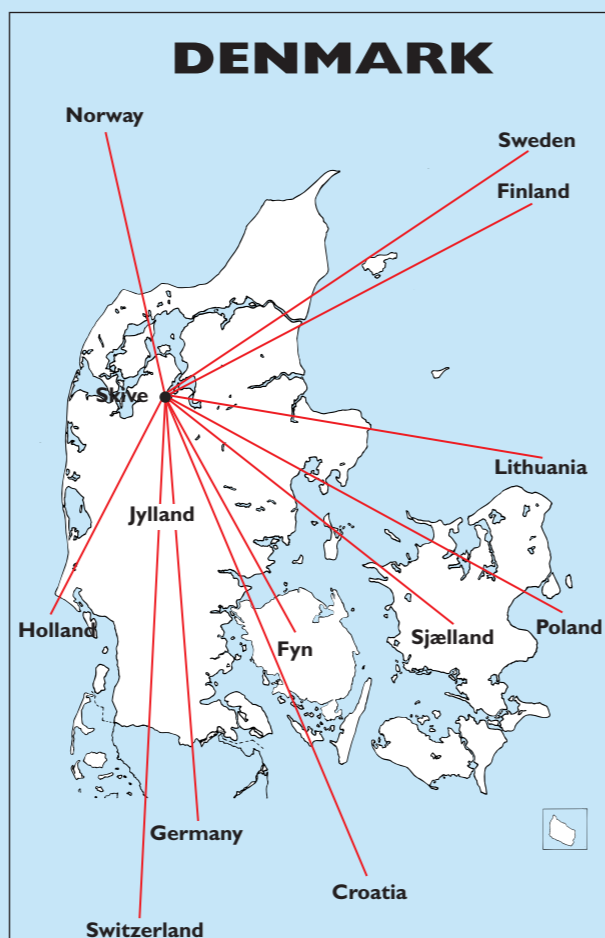 DENMARK
Norway
Sweden
Finland
Skive
Lithuania
Jylland
Holland
Fyn
Sjælland
Poland
Germany
Croatia
Switzerland